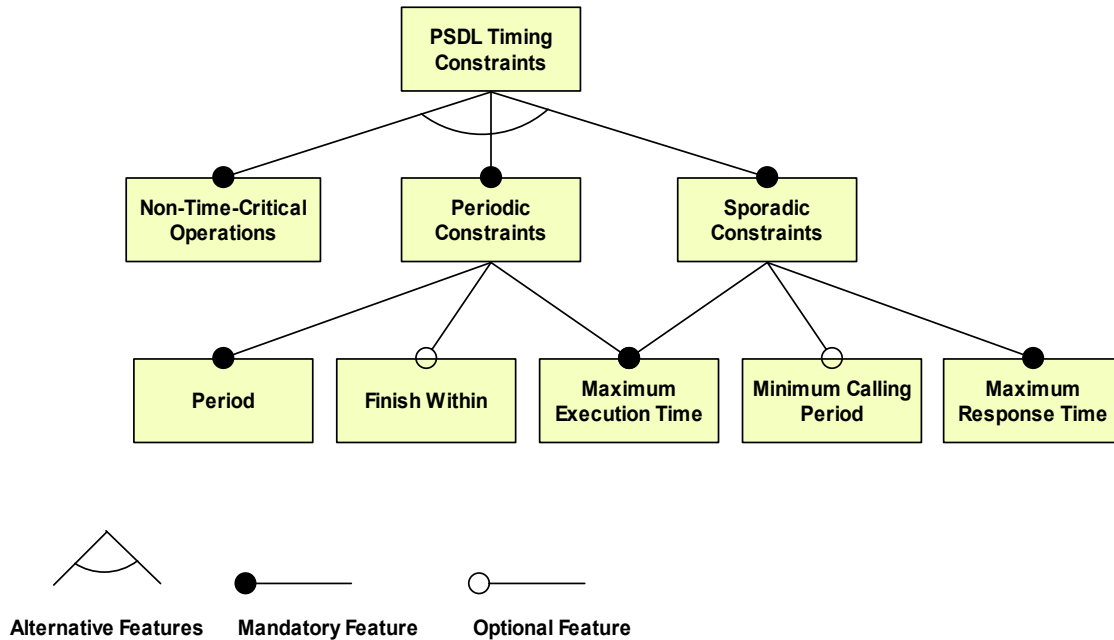 PSDL Timing
Constraints
Non-Time-Critical
Operations
Periodic
Constraints
Sporadic
Constraints
Period
Finish Within
Maximum
Execution Time
Minimum Calling
Period
Maximum
Response Time
Alternative Features
Mandatory Feature
Optional Feature